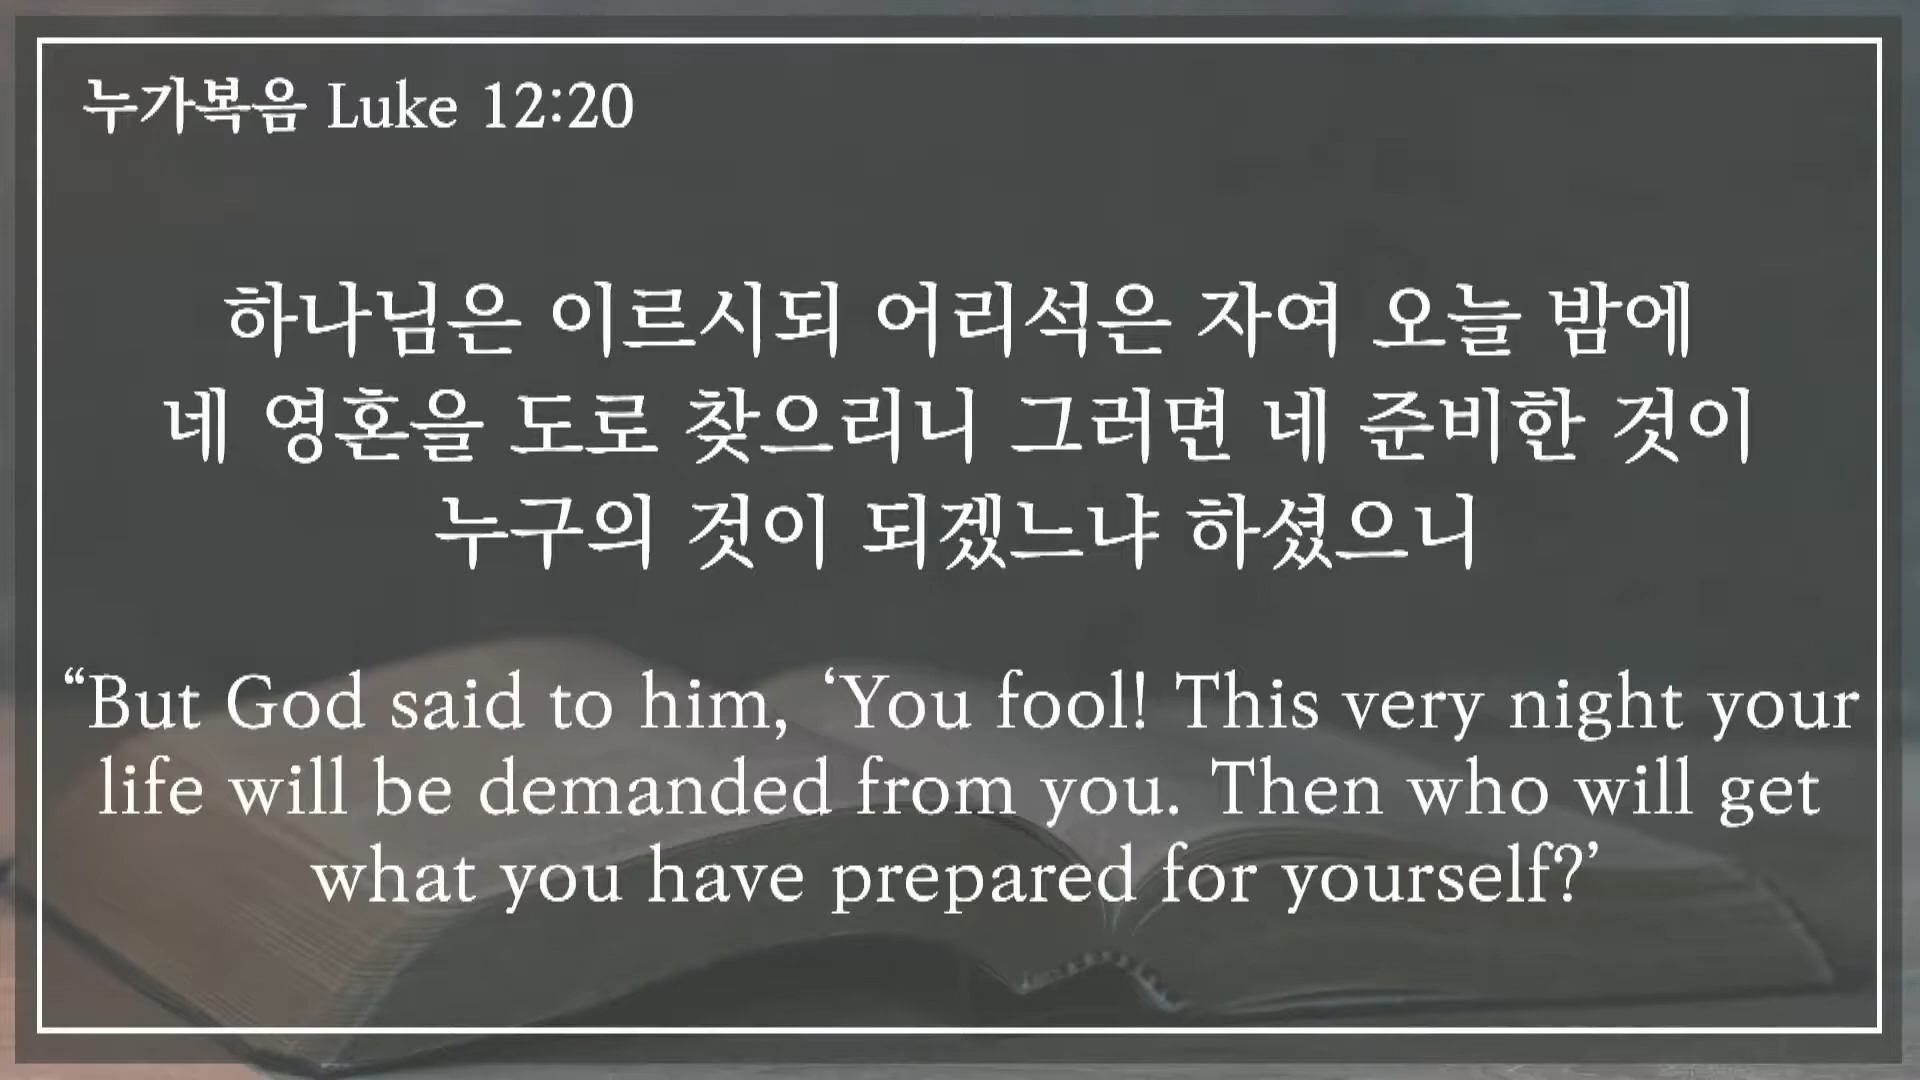 누가복음 Luke 12:20
하나님은 이르시되 어리석은 자여 오늘 밤에
네 영혼을 도로 찾으리니 그러면 네 준비한 것이
누구의 것이 되겠느냐 하셨으니
“But God said to him, ‘You fool! This very night your
life will be demanded from you. Then who will get
what you have prepared for yourself?’